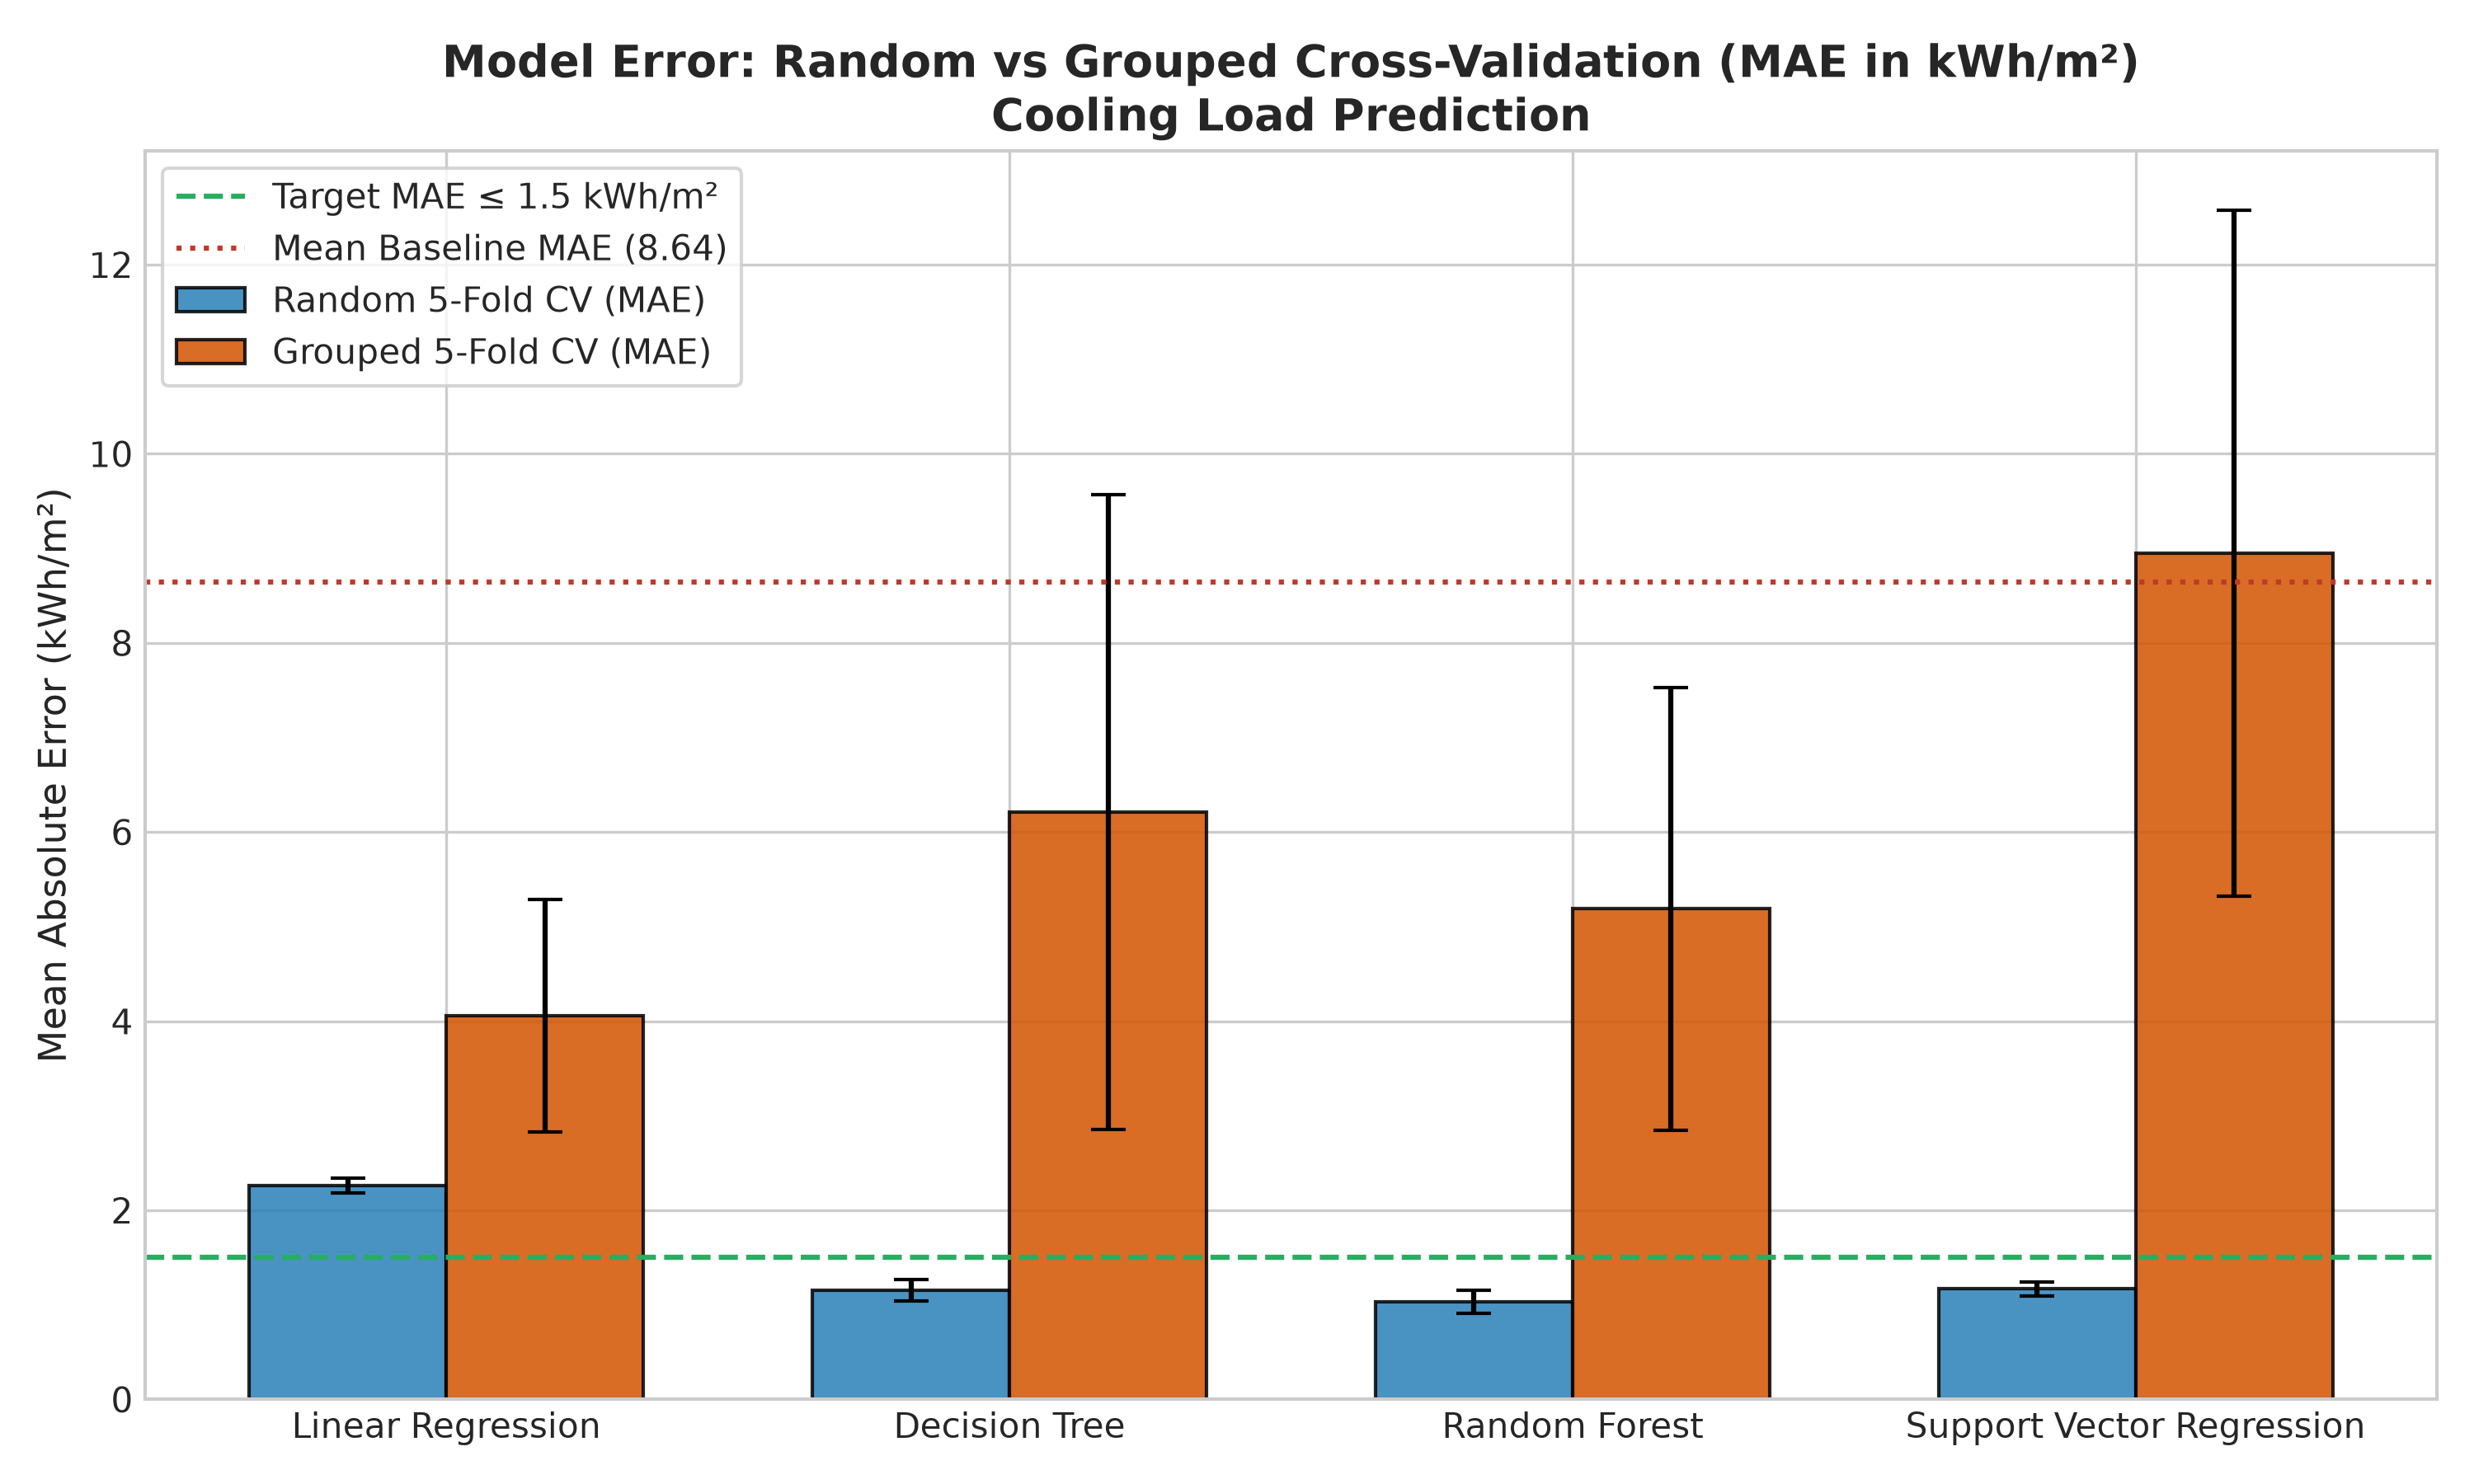 Model Error: Random vs Grouped Cross-Validation (MAE in kWh/m²)
Cooling Load Prediction
Target MAE ≤ 1.5 kWh/m²
Mean Baseline MAE (8.64)
Random 5-Fold CV (MAE)
Grouped 5-Fold CV (MAE)
Mean Absolute Error (kWh/m²)
12
10
8
6
4
2
0
Linear Regression
Decision Tree
Random Forest
Support Vector Regression